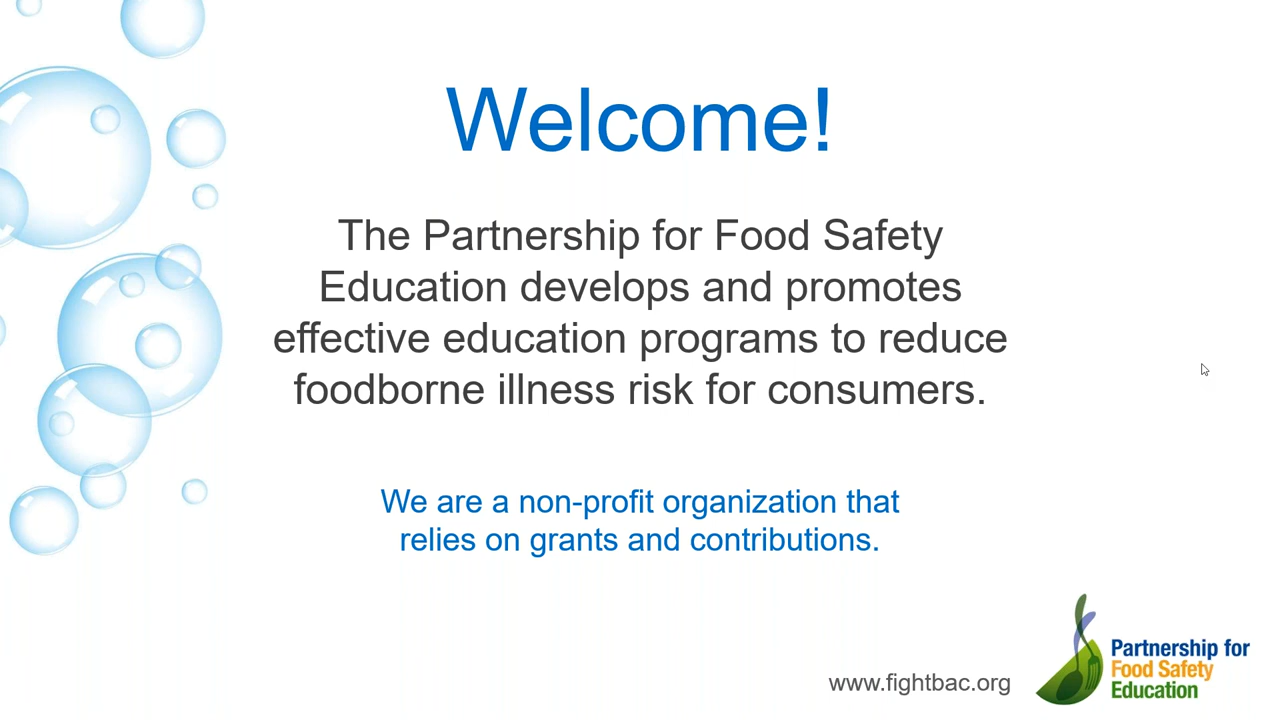 Welcome!
The Partnership for Food Safety
Education develops and promotes
effective education programs to reduce
foodborne illness risk for consumers.
We are a non-profit organization that
relies on grants and contributions.
www.fightbac.org
Partnership for
Food Safety
Education